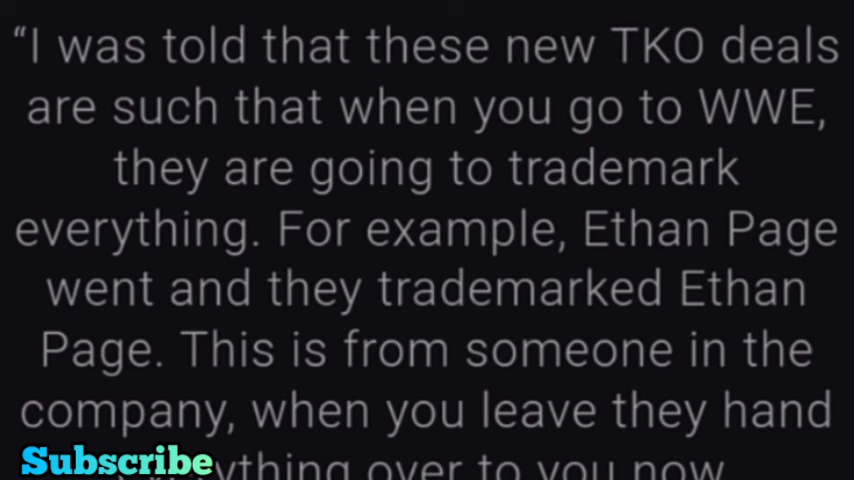 “I was told that these new TKO deals
are such that when you go to WWE,
they are going to trademark
everything. For example, Ethan Page
went and they trademarked Ethan
Page. This is from someone in the
company, when you leave they hand
over to you now
Subscribe